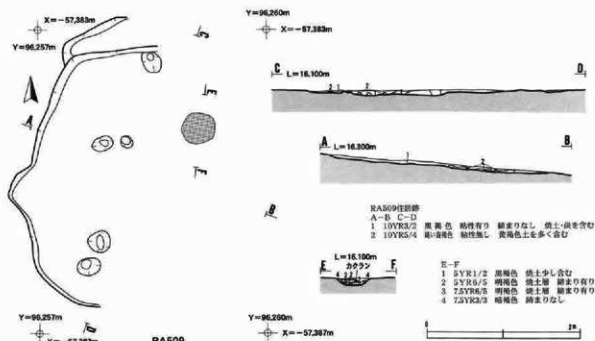 X=-57,383m
Y=96,257m
Y=96,260m
X=-57,383m
C
L=16.100m
D
2 1 2
A
L=16.300m
B
1 2
A
B
RA509住居跡
A-B C-D
1 10YR3/2 黒褐色 粘性有り 締まりなし 焼土・炭を含む
2 10YR5/4 粘性無し 黄褐色土を多く含む
L=16.100m
E カクラン F
E-F
1 5YR1/2 黒褐色 焼土少し含む
2 5YR6/5 明褐色 焼土層 締まり有り
3 7.5YR6/5 明褐色 焼土層 締まり有り
4 7.5YR3/3 暗褐色 締まりなし
Y=96,257m
RA509
Y=96,260m
X=-57,387m
0 2m